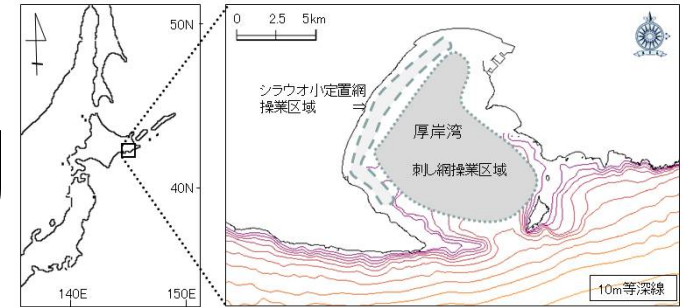 50N
40N
140E
150E
0 2.5 5km
シラウオ小定置網
操業区域 →
厚岸湾
刺し網操業区域
10m等深線